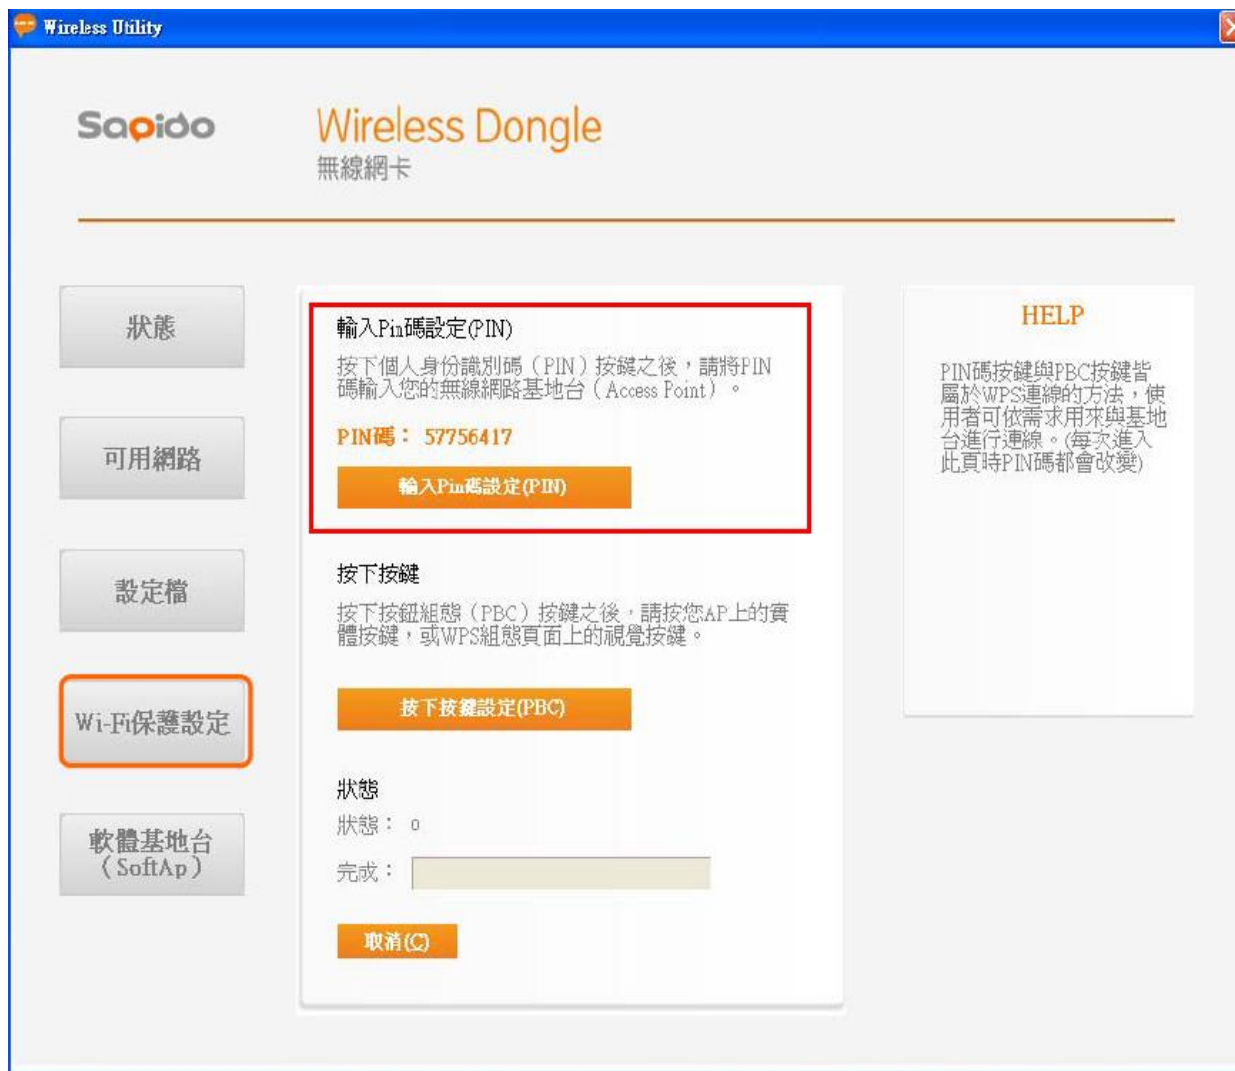 Wireless Utility
Sapido
Wireless Dongle
無線網卡
狀態
可用網路
設定檔
Wi-Fi保護設定
軟體基地台
（SoftAp）
輸入Pin碼設定(PIN)
按下個人身份識別碼（PIN）按鍵之後，請將PIN
碼輸入您的無線網路基地台（Access Point）。
PIN碼： 57756417
輸入Pin碼設定(PIN)
按下按鍵
按下按鈕組態（PBC）按鍵之後，請按您AP上的實
體按鍵，或WPS組態頁面上的視覺按鍵。
按下按鍵設定(PBC)
狀態
狀態： 0
完成：
取消(C)
HELP
PIN碼按鍵與PBC按鍵皆
屬於WPS連線的方法，使
用者可依需求用來與基地
台進行連線。(每次進入
此頁時PIN碼都會改變)